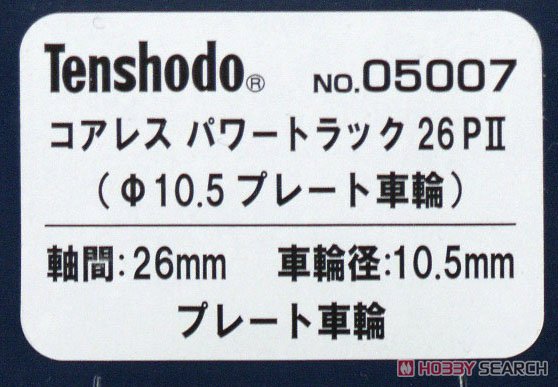 Tenshodo® NO.05007
コアレス パワートラック 26PⅡ
(Φ10.5プレート車輪)
軸間:26mm 車輪径:10.5mm
プレート車輪
HOBBY SEARCH